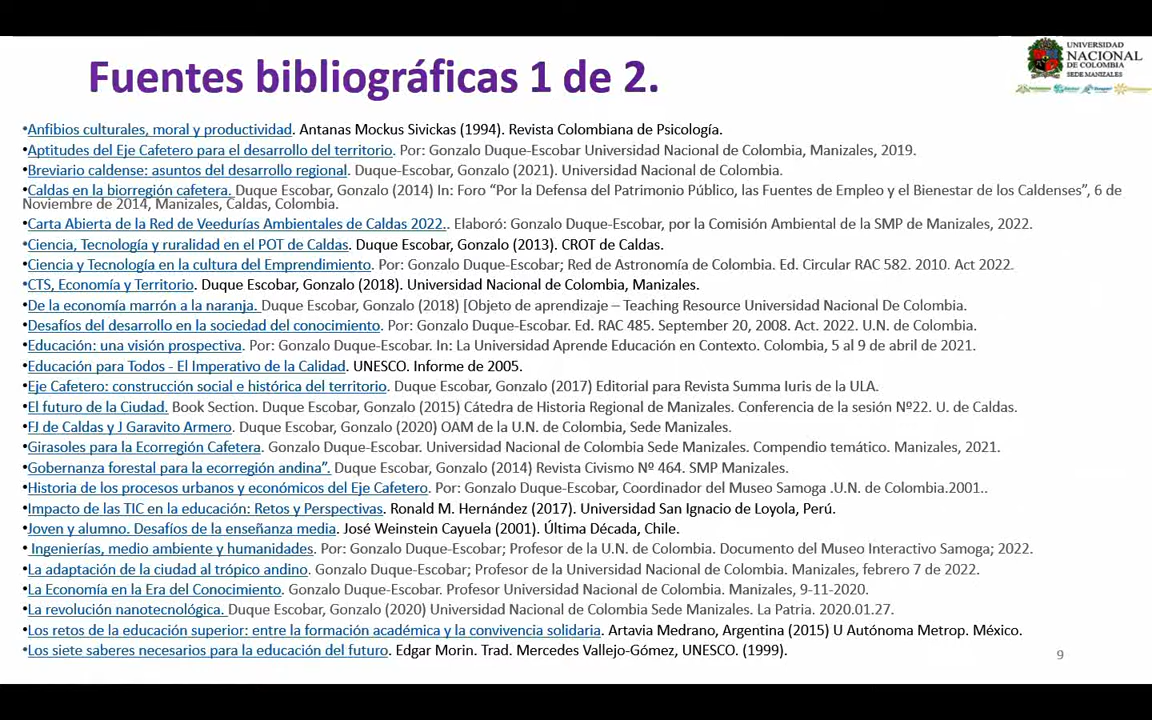 Fuentes bibliográficas 1 de 2.
UNIVERSIDAD
NACIONAL
DE COLOMBIA
SEDE MANIZALES
•Anfibios culturales, moral y productividad. Antanas Mockus Sivickas (1994). Revista Colombiana de Psicología.
•Aptitudes del Eje Cafetero para el desarrollo del territorio. Por: Gonzalo Duque-Escobar Universidad Nacional de Colombia, Manizales, 2019.
•Breviario caldense: asuntos del desarrollo regional. Duque-Escobar, Gonzalo (2021). Universidad Nacional de Colombia.
•Caldas en la biorregión cafetera. Duque Escobar, Gonzalo (2014) In: Foro “Por la Defensa del Patrimonio Público, las Fuentes de Empleo y el Bienestar de los Caldenses”, 6 de
Noviembre de 2014, Manizales, Caldas, Colombia.
•Carta Abierta de la Red de Veedurías Ambientales de Caldas 2022.. Elaboró: Gonzalo Duque-Escobar, por la Comisión Ambiental de la SMP de Manizales, 2022.
•Ciencia, Tecnología y ruralidad en el POT de Caldas. Duque Escobar, Gonzalo (2013). CROT de Caldas.
•Ciencia y Tecnología en la cultura del Emprendimiento. Por: Gonzalo Duque-Escobar; Red de Astronomía de Colombia. Ed. Circular RAC 582. 2010. Act 2022.
•CTS, Economía y Territorio. Duque Escobar, Gonzalo (2018). Universidad Nacional de Colombia, Manizales.
•De la economía marrón a la naranja. Duque Escobar, Gonzalo (2018) [Objeto de aprendizaje – Teaching Resource Universidad Nacional De Colombia.
•Desafíos del desarrollo en la sociedad del conocimiento. Por: Gonzalo Duque-Escobar. Ed. RAC 485. September 20, 2008. Act. 2022. U.N. de Colombia.
•Educación: una visión prospectiva. Por: Gonzalo Duque-Escobar. In: La Universidad Aprende Educación en Contexto. Colombia, 5 al 9 de abril de 2021.
•Educación para Todos - El Imperativo de la Calidad. UNESCO. Informe de 2005.
•Eje Cafetero: construcción social e histórica del territorio. Duque Escobar, Gonzalo (2017) Editorial para Revista Summa Iuris de la ULA.
•El futuro de la Ciudad. Book Section. Duque Escobar, Gonzalo (2015) Cátedra de Historia Regional de Manizales. Conferencia de la sesión Nº22. U. de Caldas.
•FJ de Caldas y J Garavito Armero. Duque Escobar, Gonzalo (2020) OAM de la U.N. de Colombia, Sede Manizales.
•Girasoles para la Ecorregión Cafetera. Gonzalo Duque-Escobar. Universidad Nacional de Colombia Sede Manizales. Compendio temático. Manizales, 2021.
•Gobernanza forestal para la ecorregión andina”. Duque Escobar, Gonzalo (2014) Revista Civismo Nº 464. SMP Manizales.
•Historia de los procesos urbanos y económicos del Eje Cafetero. Por: Gonzalo Duque-Escobar, Coordinador del Museo Samoga .U.N. de Colombia.2001..
•Impacto de las TIC en la educación: Retos y Perspectivas. Ronald M. Hernández (2017). Universidad San Ignacio de Loyola, Perú.
•Joven y alumno. Desafíos de la enseñanza media. José Weinstein Cayuela (2001). Última Década, Chile.
• Ingenierías, medio ambiente y humanidades. Por: Gonzalo Duque-Escobar; Profesor de la U.N. de Colombia. Documento del Museo Interactivo Samoga; 2022.
•La adaptación de la ciudad al trópico andino. Gonzalo Duque-Escobar; Profesor de la Universidad Nacional de Colombia. Manizales, febrero 7 de 2022.
•La Economía en la Era del Conocimiento. Gonzalo Duque-Escobar. Profesor Universidad Nacional de Colombia. Manizales, 9-11-2020.
•La revolución nanotecnológica. Duque Escobar, Gonzalo (2020) Universidad Nacional de Colombia Sede Manizales. La Patria. 2020.01.27.
•Los retos de la educación superior: entre la formación académica y la convivencia solidaria. Artavia Medrano, Argentina (2015) U Autónoma Metrop. México.
•Los siete saberes necesarios para la educación del futuro. Edgar Morin. Trad. Mercedes Vallejo-Gómez, UNESCO. (1999).
9